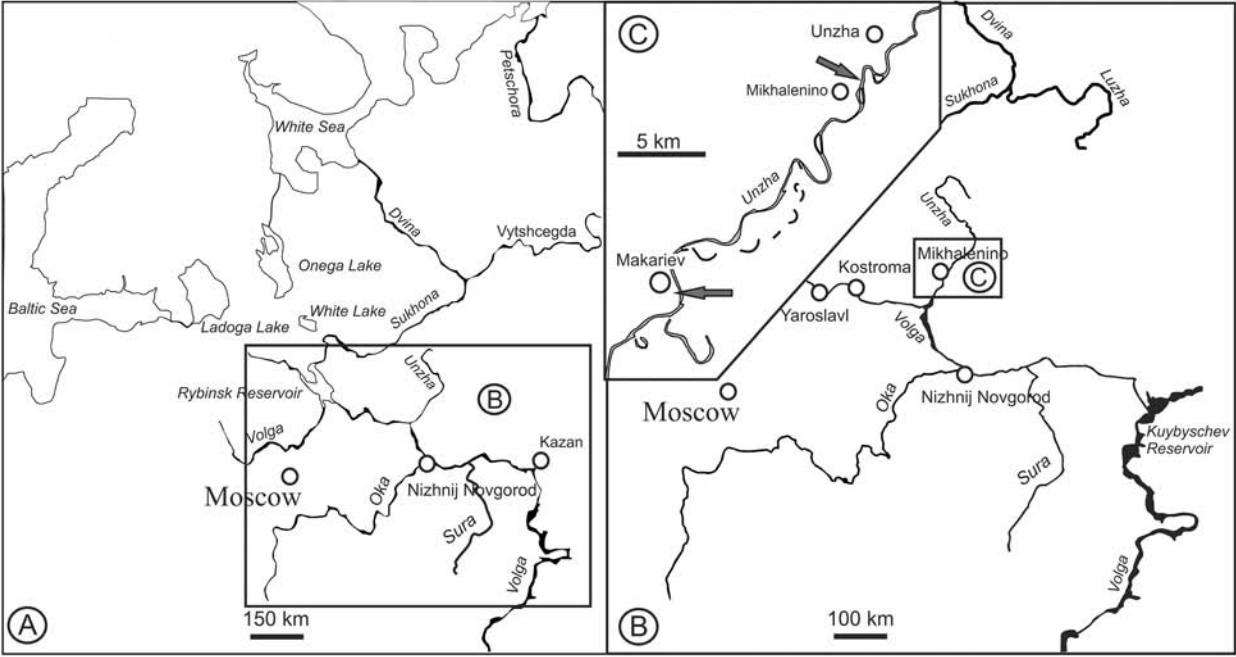 Petschora
White Sea
Dvina
Vytshcegda
Onega Lake
White Lake
Sukhona
Baltic Sea
Ladoga Lake
Rybinsk Reservoir
Unzha
B
Volga
Kazan
Moscow
Oka
Nizhnij Novgorod
Sura
Volga
150 km
A
C
Unzha
Mikhalenino
5 km
Unzha
Makariev
Dvina
Sukhona
Luzha
Unzha
Mikhalenino
C
Kostroma
Yaroslavl
Volga
Moscow
Oka
Nizhnij Novgorod
Kuybyschev
Reservoir
Sura
Volga
100 km
B